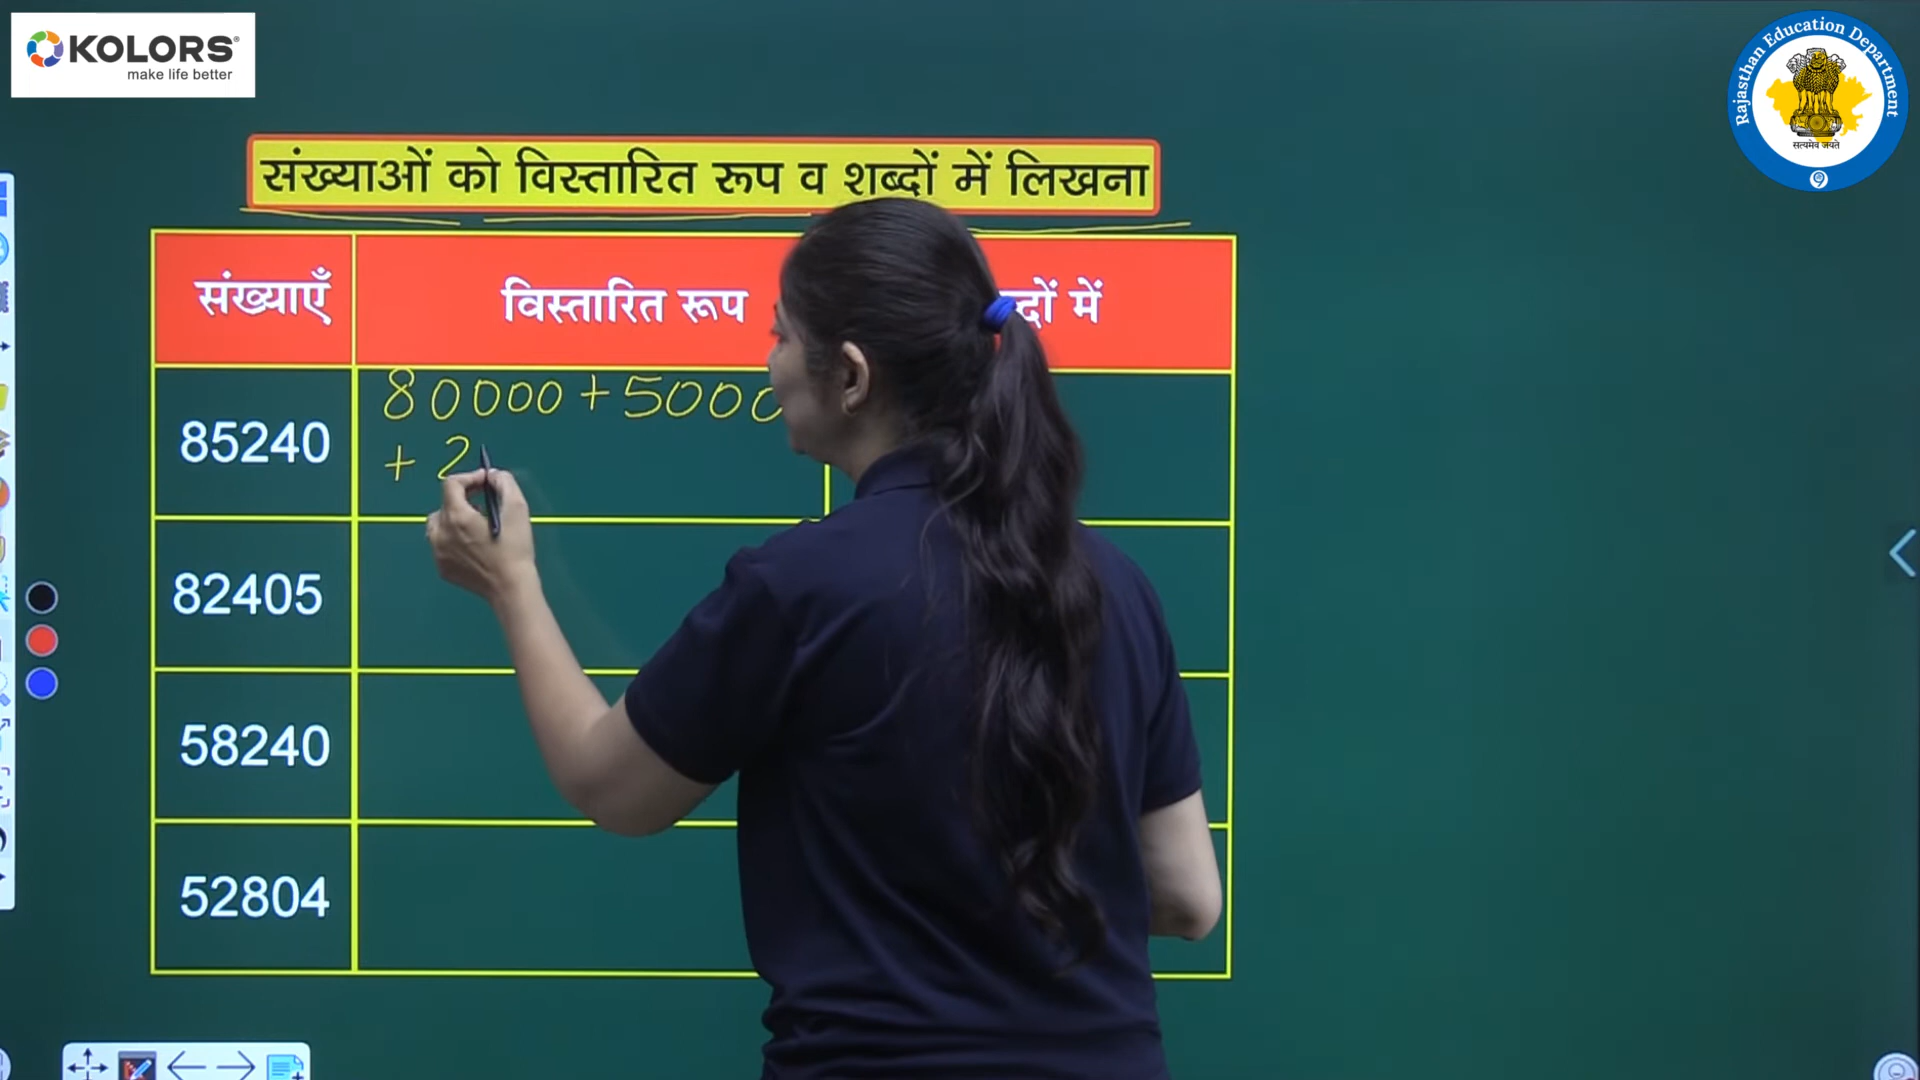 KOLORS
make life better
Rajasthan Education Department
सत्यमेव जयते
संख्याओं को विस्तारित रूप व शब्दों में लिखना
संख्याएँ
विस्तारित रूप
ब्दों में
85240
80000 + 5000
+ 2
82405
58240
52804